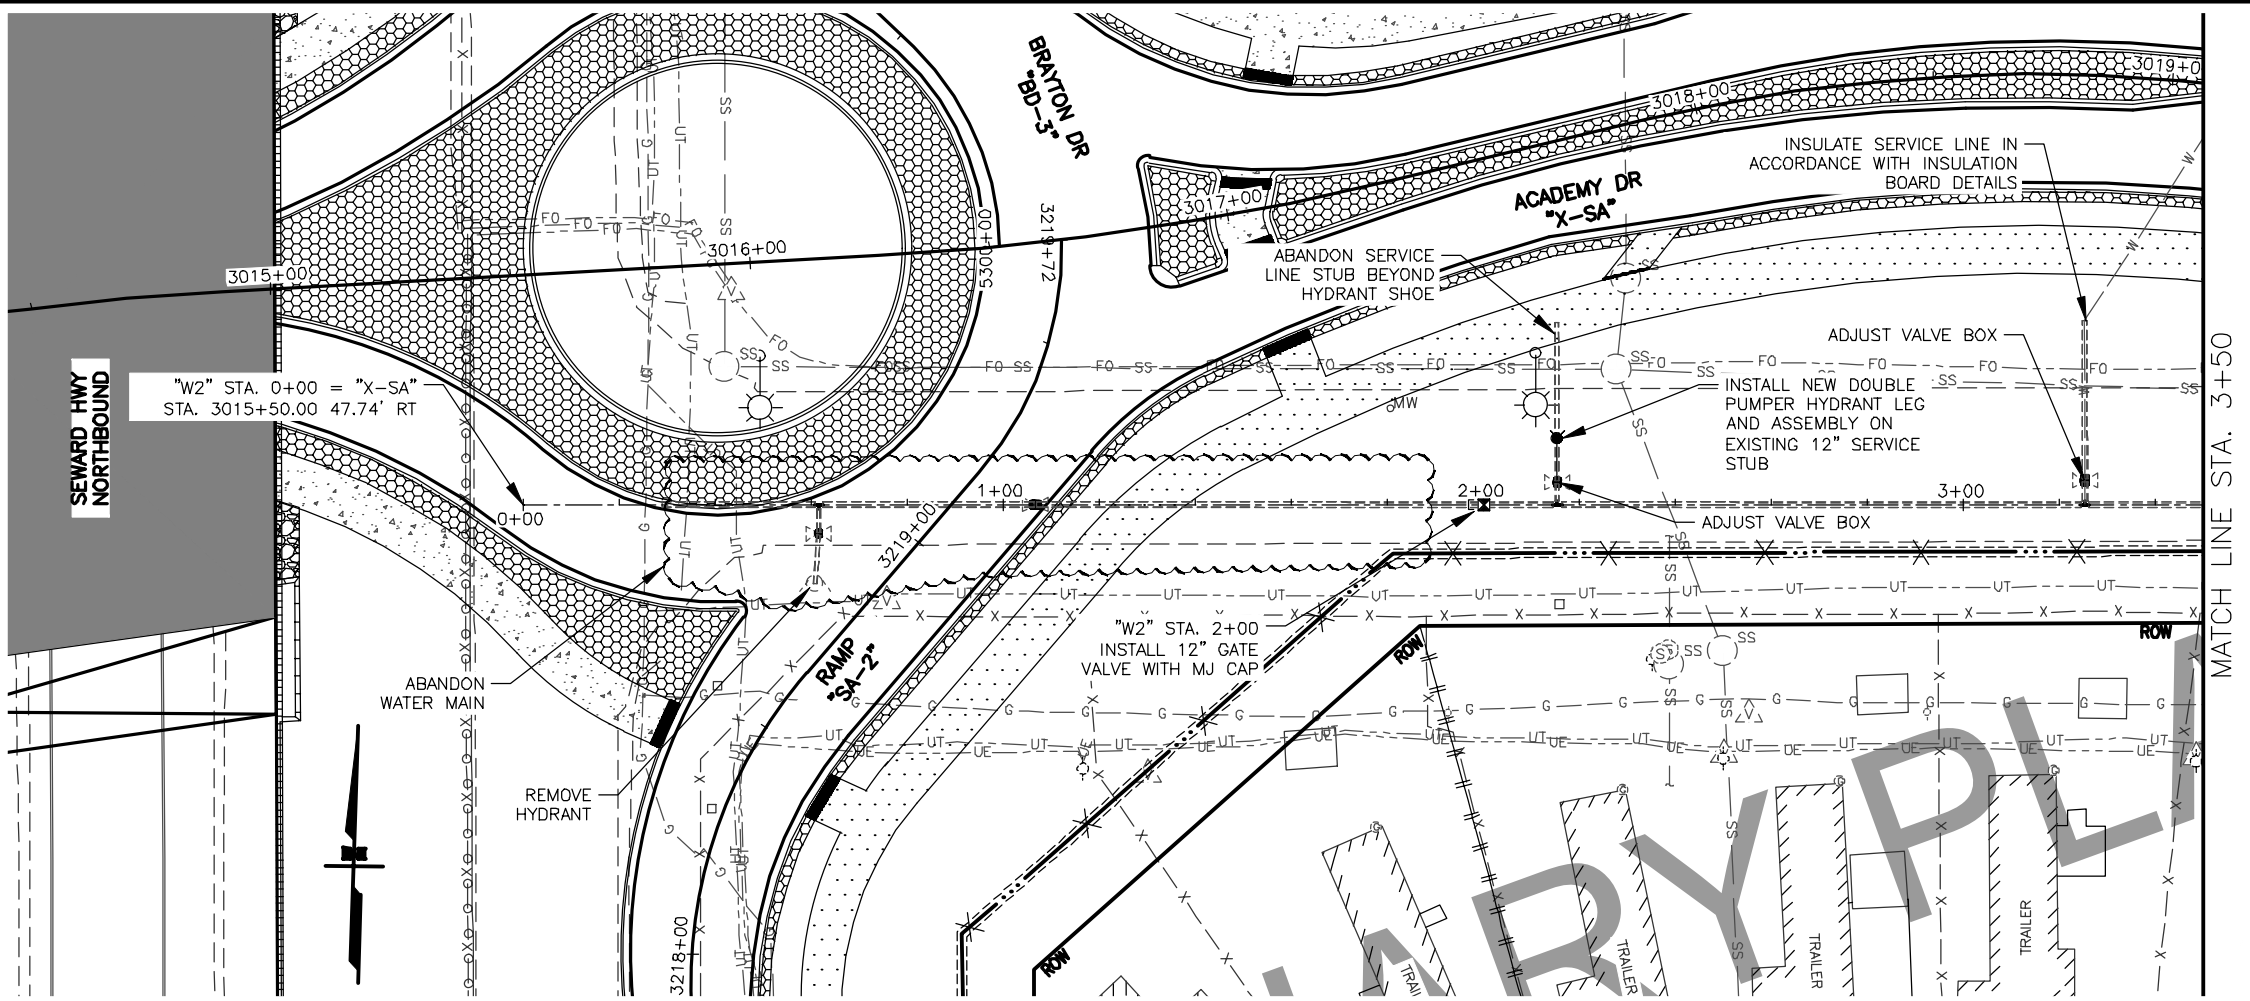 BRAYTON DR
"BD-3"
3019+0
3018+00
INSULATE SERVICE LINE IN
ACCORDANCE WITH INSULATION
BOARD DETAILS
ACADEMY DR
"X-SA"
3017+00
3219+72
5300+00
3016+00
3015+00
ABANDON SERVICE
LINE STUB BEYOND
HYDRANT SHOE
ADJUST VALVE BOX
MATCH LINE STA. 3+50
SEWARD HWY
NORTHBOUND
"W2" STA. 0+00 = "X-SA"
STA. 3015+50.00 47.74' RT
INSTALL NEW DOUBLE
PUMPER HYDRANT LEG
AND ASSEMBLY ON
EXISTING 12" SERVICE
STUB
MW
0+00
1+00
2+00
3+00
ADJUST VALVE BOX
3219+00
"W2" STA. 2+00
INSTALL 12" GATE
VALVE WITH MJ CAP
ROW
ROW
RAMP
"SA-2"
ABANDON
WATER MAIN
REMOVE
HYDRANT
3218+00
ROW
TRAILER
TRAILER
TRAILER
ARY PLA